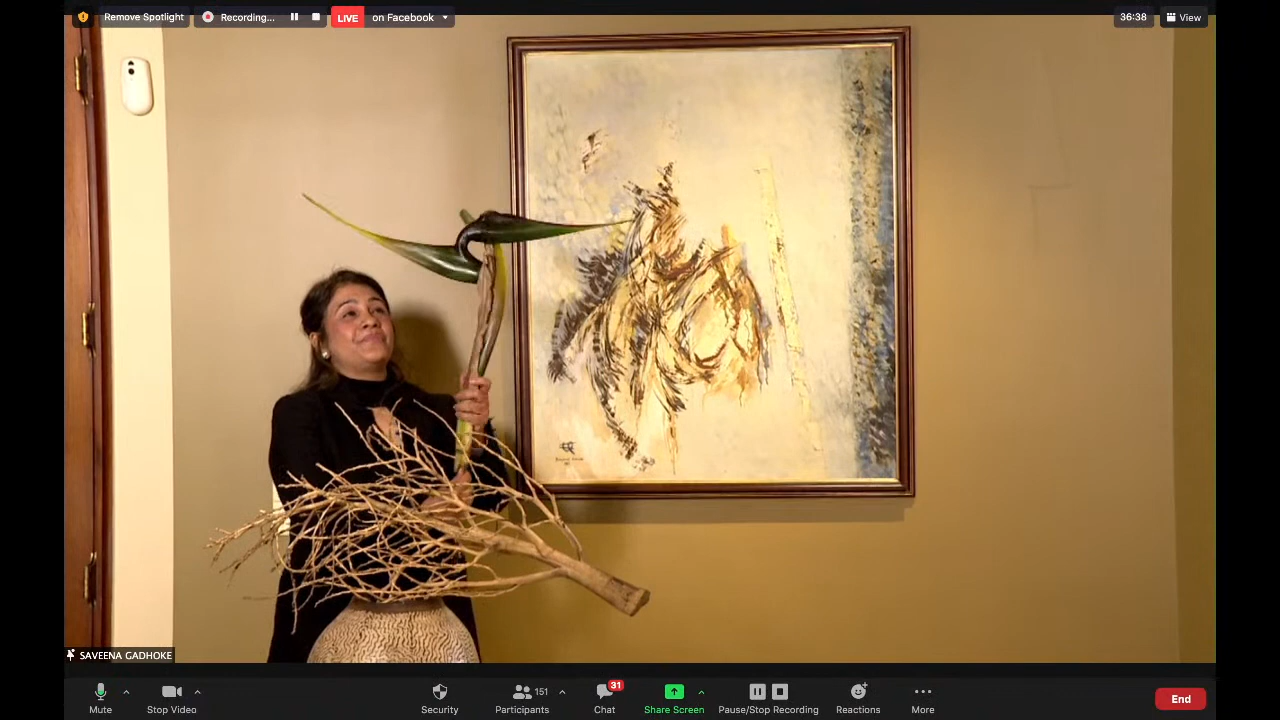 Remove Spotlight
Recording...
LIVE on Facebook
36:38
View
SAVEENA GADHOKE
Mute
Stop Video
Security
Participants 151
Chat 31
Share Screen
Pause/Stop Recording
Reactions
More
End